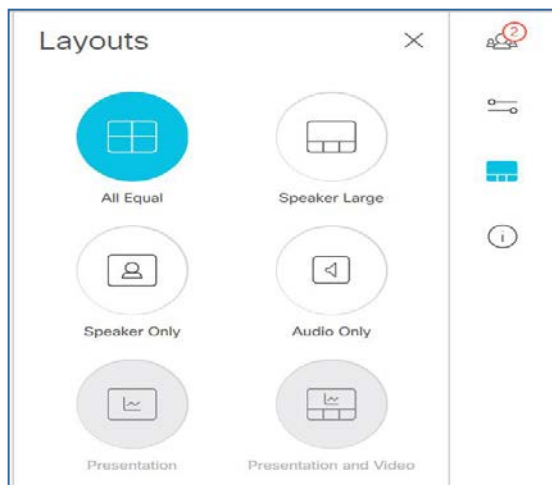 Layouts
2
All Equal
Speaker Large
Speaker Only
Audio Only
Presentation
Presentation and Video